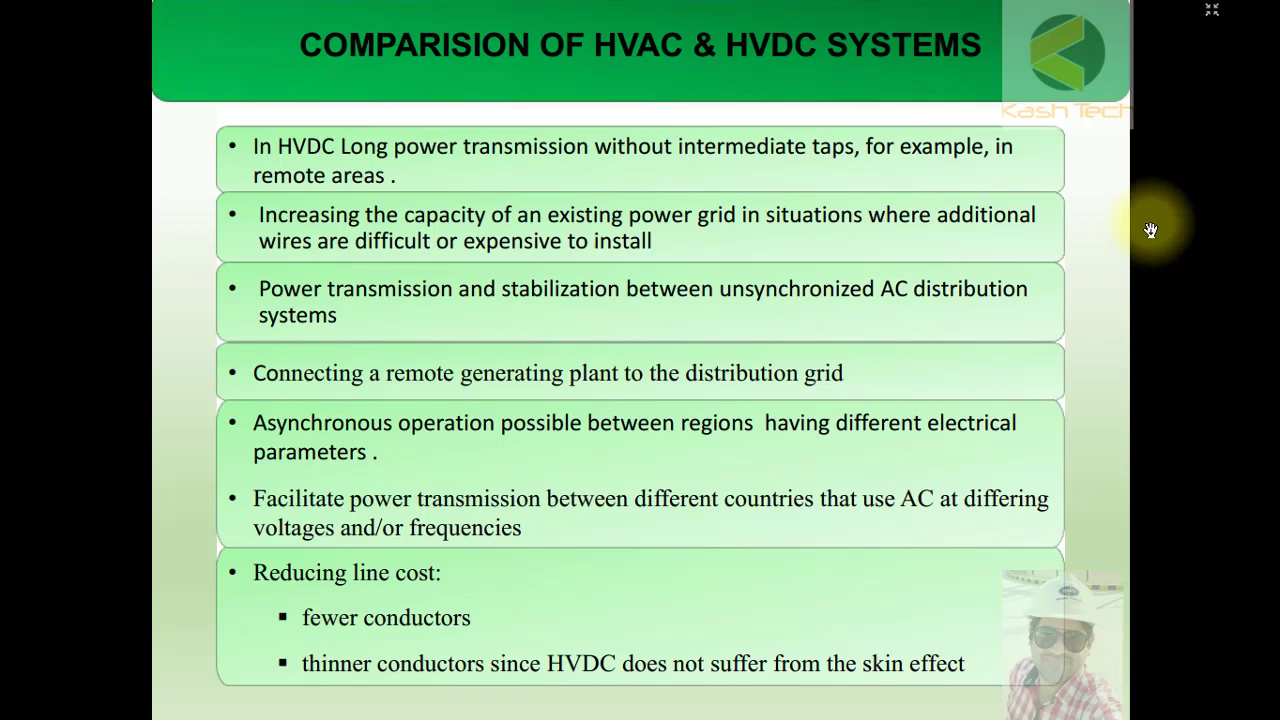 COMPARISION OF HVAC & HVDC SYSTEMS
Kash Tech
• In HVDC Long power transmission without intermediate taps, for example, in
remote areas .
• Increasing the capacity of an existing power grid in situations where additional
wires are difficult or expensive to install
• Power transmission and stabilization between unsynchronized AC distribution
systems
• Connecting a remote generating plant to the distribution grid
• Asynchronous operation possible between regions having different electrical
parameters .
• Facilitate power transmission between different countries that use AC at differing
voltages and/or frequencies
• Reducing line cost:
▪ fewer conductors
▪ thinner conductors since HVDC does not suffer from the skin effect